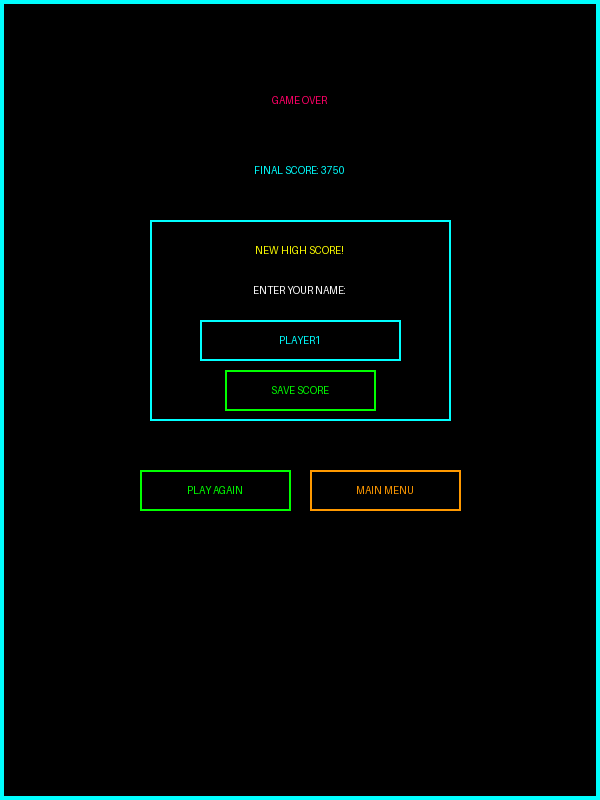 GAME OVER
FINAL SCORE: 3750
NEW HIGH SCORE!
ENTER YOUR NAME:
PLAYER1
SAVE SCORE
PLAY AGAIN
MAIN MENU